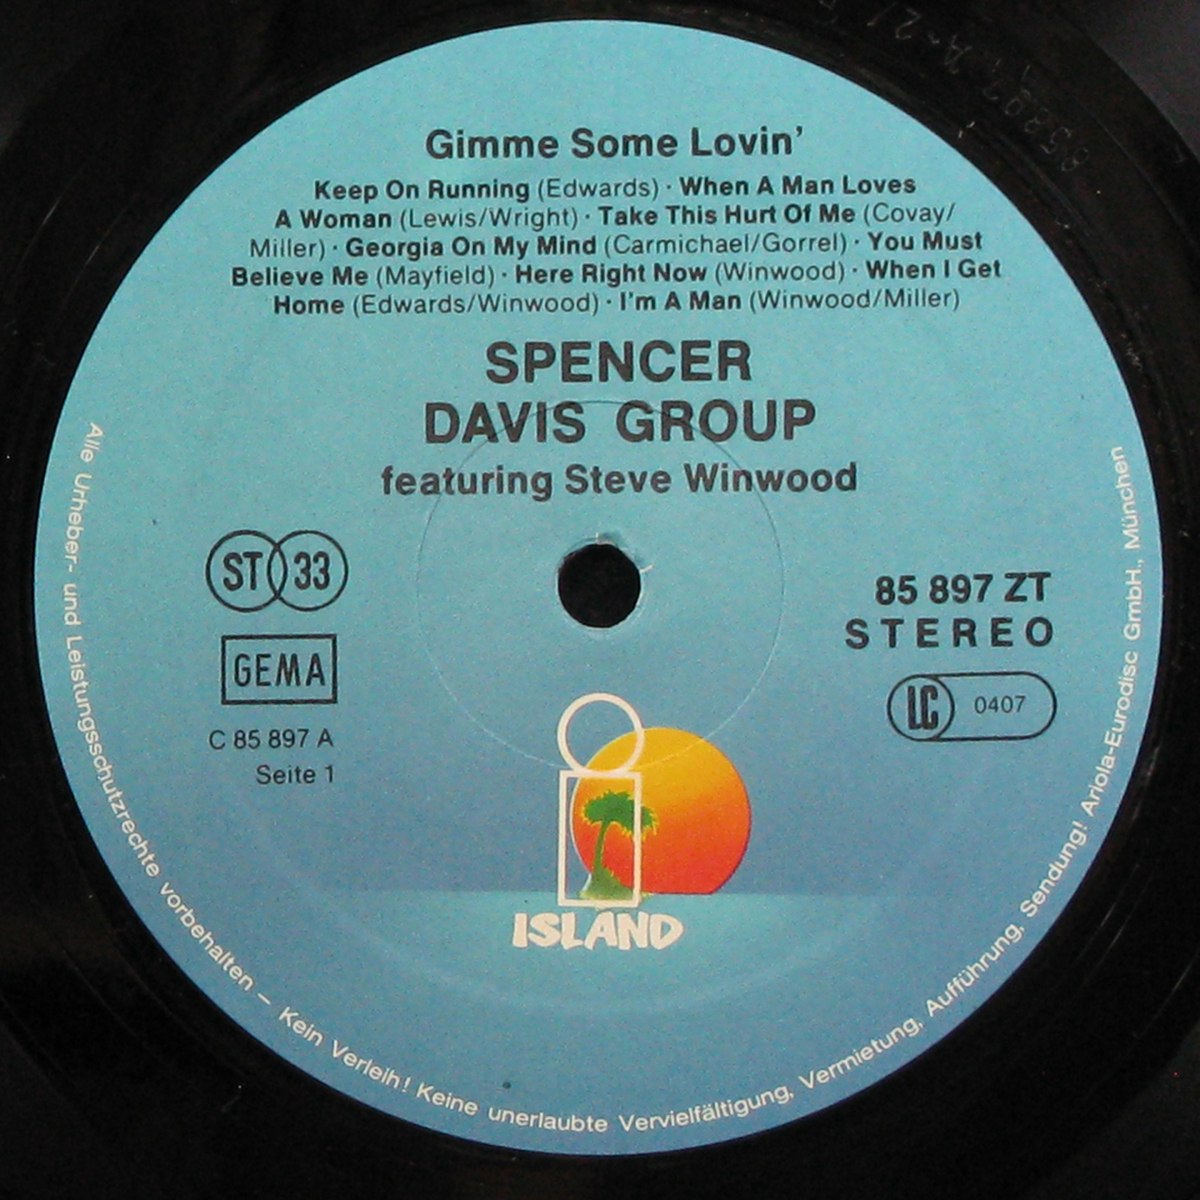 Gimme Some Lovin'
Keep On Running (Edwards) · When A Man Loves
A Woman (Lewis/Wright) · Take This Hurt Of Me (Covay/
Miller) · Georgia On My Mind (Carmichael/Gorrel) · You Must
Believe Me (Mayfield) · Here Right Now (Winwood) · When I Get
Home (Edwards/Winwood) · I'm A Man (Winwood/Miller)
SPENCER
DAVIS GROUP
featuring Steve Winwood
ST 33
GEMA
C 85 897 A
Seite 1
85 897 ZT
STEREO
LC 0407
ISLAND
Alle Urheber- und Leistungsschutzrechte vorbehalten – Kein Verleih! Keine unerlaubte Vervielfältigung, Vermietung, Aufführung, Sendung! Ariola-Eurodisc GmbH., München